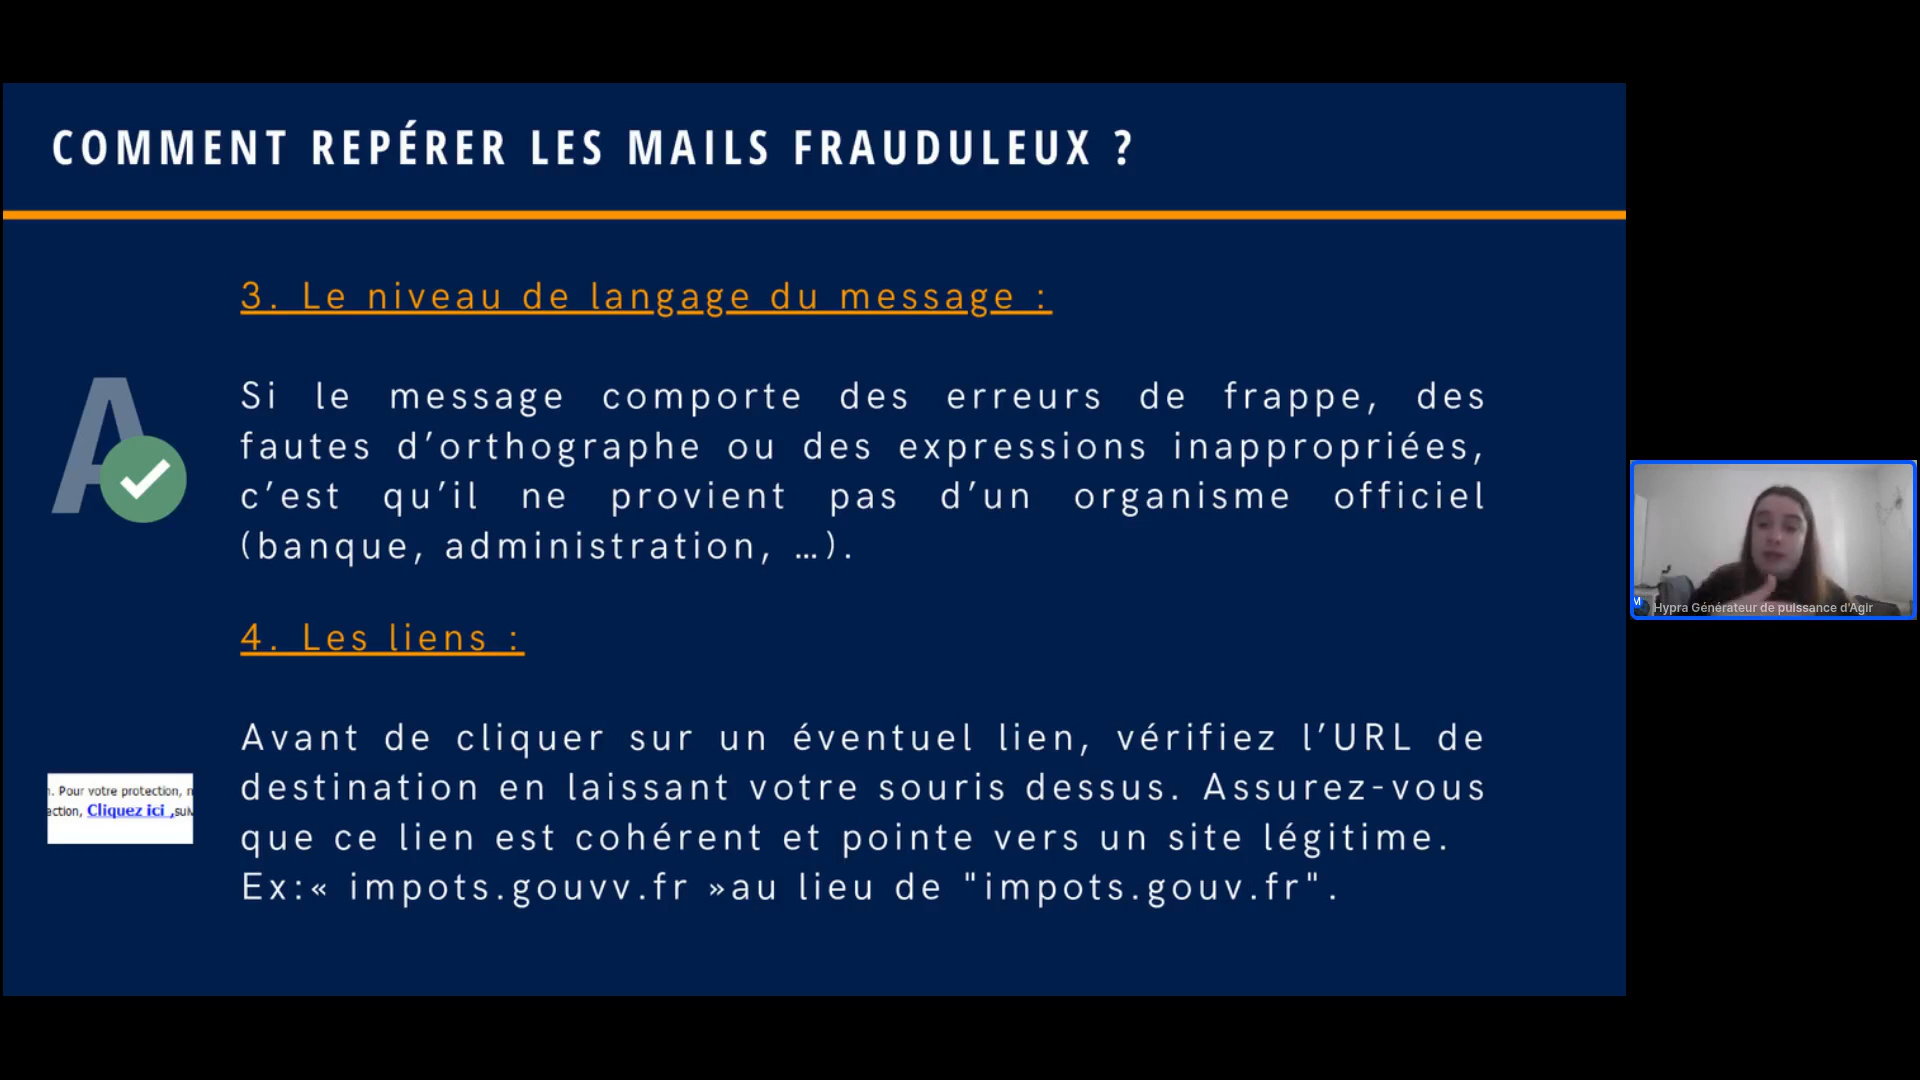 COMMENT REPÉRER LES MAILS FRAUDULEUX ?
3. Le niveau de langage du message :
Si le message comporte des erreurs de frappe, des
fautes d’orthographe ou des expressions inappropriées,
c’est qu’il ne provient pas d’un organisme officiel
(banque, administration, …).
4. Les liens :
Avant de cliquer sur un éventuel lien, vérifiez l’URL de
destination en laissant votre souris dessus. Assurez-vous
que ce lien est cohérent et pointe vers un site légitime.
Ex:« impots.gouvv.fr »au lieu de "impots.gouv.fr".
A
. Pour votre protection, n
ection, Cliquez ici ,suiv
M
Hypra Générateur de puissance d'Agir